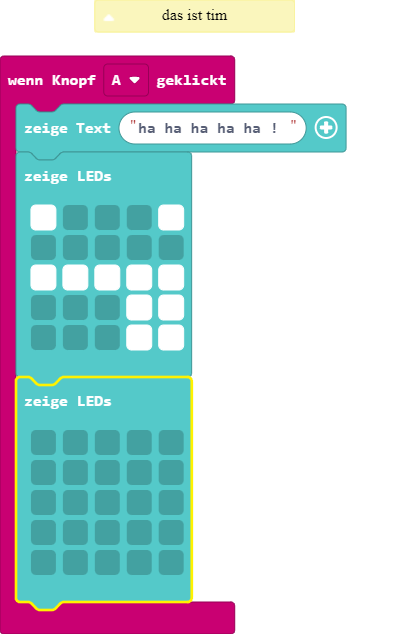 das ist tim
wenn Knopf A geklickt
zeige Text "ha ha ha ha ha ! "
zeige LEDs
zeige LEDs